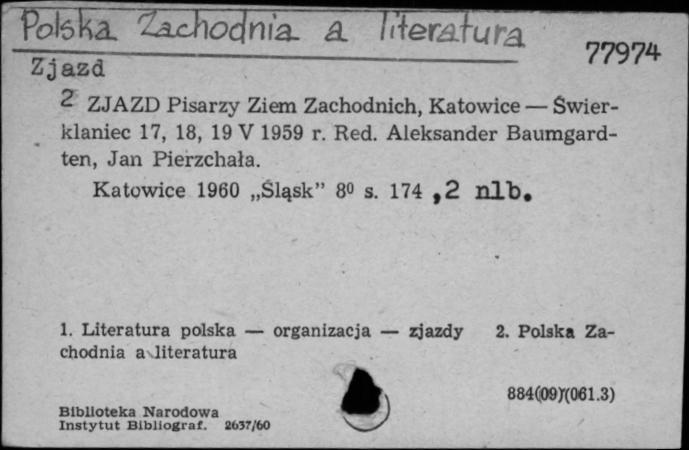 Polska Zachodnia a literatura
77974
Zjazd
2 ZJAZD Pisarzy Ziem Zachodnich, Katowice — Świer-
klaniec 17, 18, 19 V 1959 r. Red. Aleksander Baumgard-
ten, Jan Pierzchała.
Katowice 1960 „Śląsk” 8⁰ s. 174 ,2 nlb.
1. Literatura polska — organizacja — zjazdy 2. Polska Za-
chodnia a literatura
884(09)(061.3)
Biblioteka Narodowa
Instytut Bibliograf. 2637/60